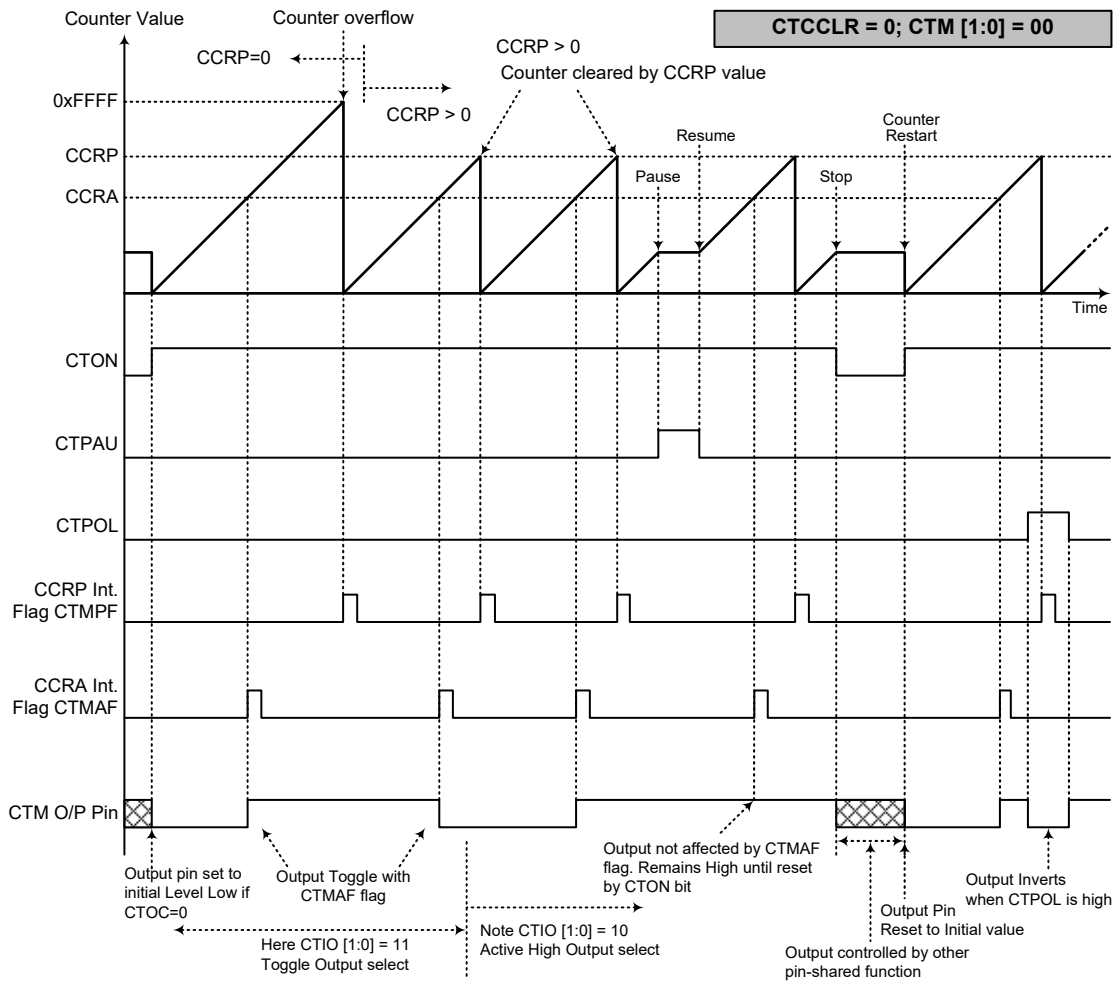 Counter Value
Counter overflow
CTCCLR = 0; CTM [1:0] = 00
CCRP=0
CCRP > 0
CCRP > 0
Counter cleared by CCRP value
0xFFFF
CCRP
CCRA
Pause
Resume
Stop
Counter
Restart
Time
CTON
CTPAU
CTPOL
CCRP Int.
Flag CTMPF
CCRA Int.
Flag CTMAF
CTM O/P Pin
Output pin set to
initial Level Low if
CTOC=0
Output Toggle with
CTMAF flag
Here CTIO [1:0] = 11
Toggle Output select
Note CTIO [1:0] = 10
Active High Output select
Output not affected by CTMAF
flag. Remains High until reset
by CTON bit
Output controlled by other
pin-shared function
Output Pin
Reset to Initial value
Output Inverts
when CTPOL is high